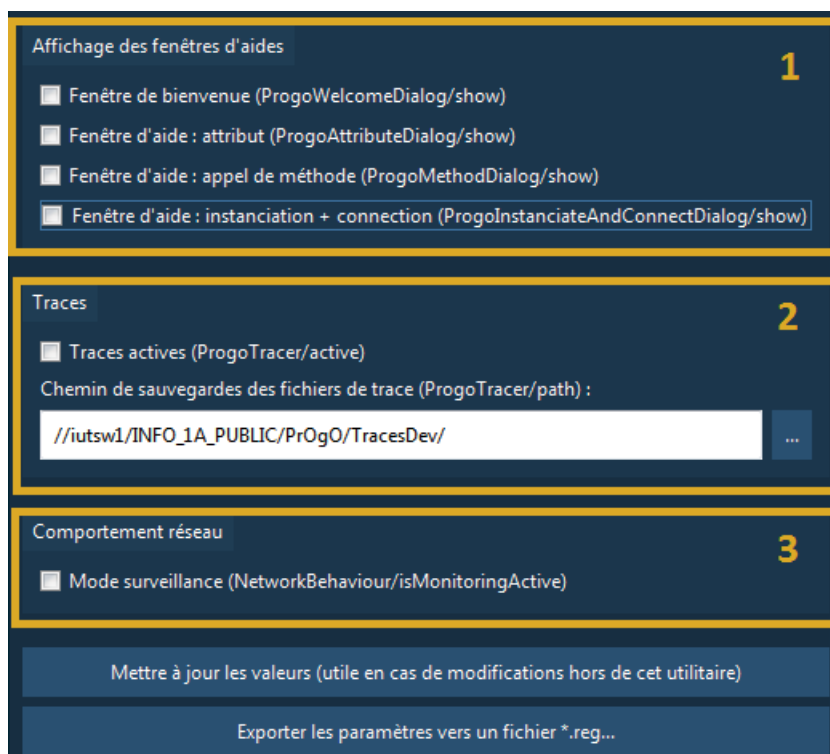 Affichage des fenêtres d'aides
1
Fenêtre de bienvenue (ProgoWelcomeDialog/show)
Fenêtre d'aide : attribut (ProgoAttributeDialog/show)
Fenêtre d'aide : appel de méthode (ProgoMethodDialog/show)
Fenêtre d'aide : instanciation + connection (ProgoInstanciateAndConnectDialog/show)
Traces
2
Traces actives (ProgoTracer/active)
Chemin de sauvegardes des fichiers de trace (ProgoTracer/path) :
//iutsw1/INFO_1A_PUBLIC/PrOgO/TracesDev/
...
Comportement réseau
3
Mode surveillance (NetworkBehaviour/isMonitoringActive)
Mettre à jour les valeurs (utile en cas de modifications hors de cet utilitaire)
Exporter les paramètres vers un fichier *.reg...